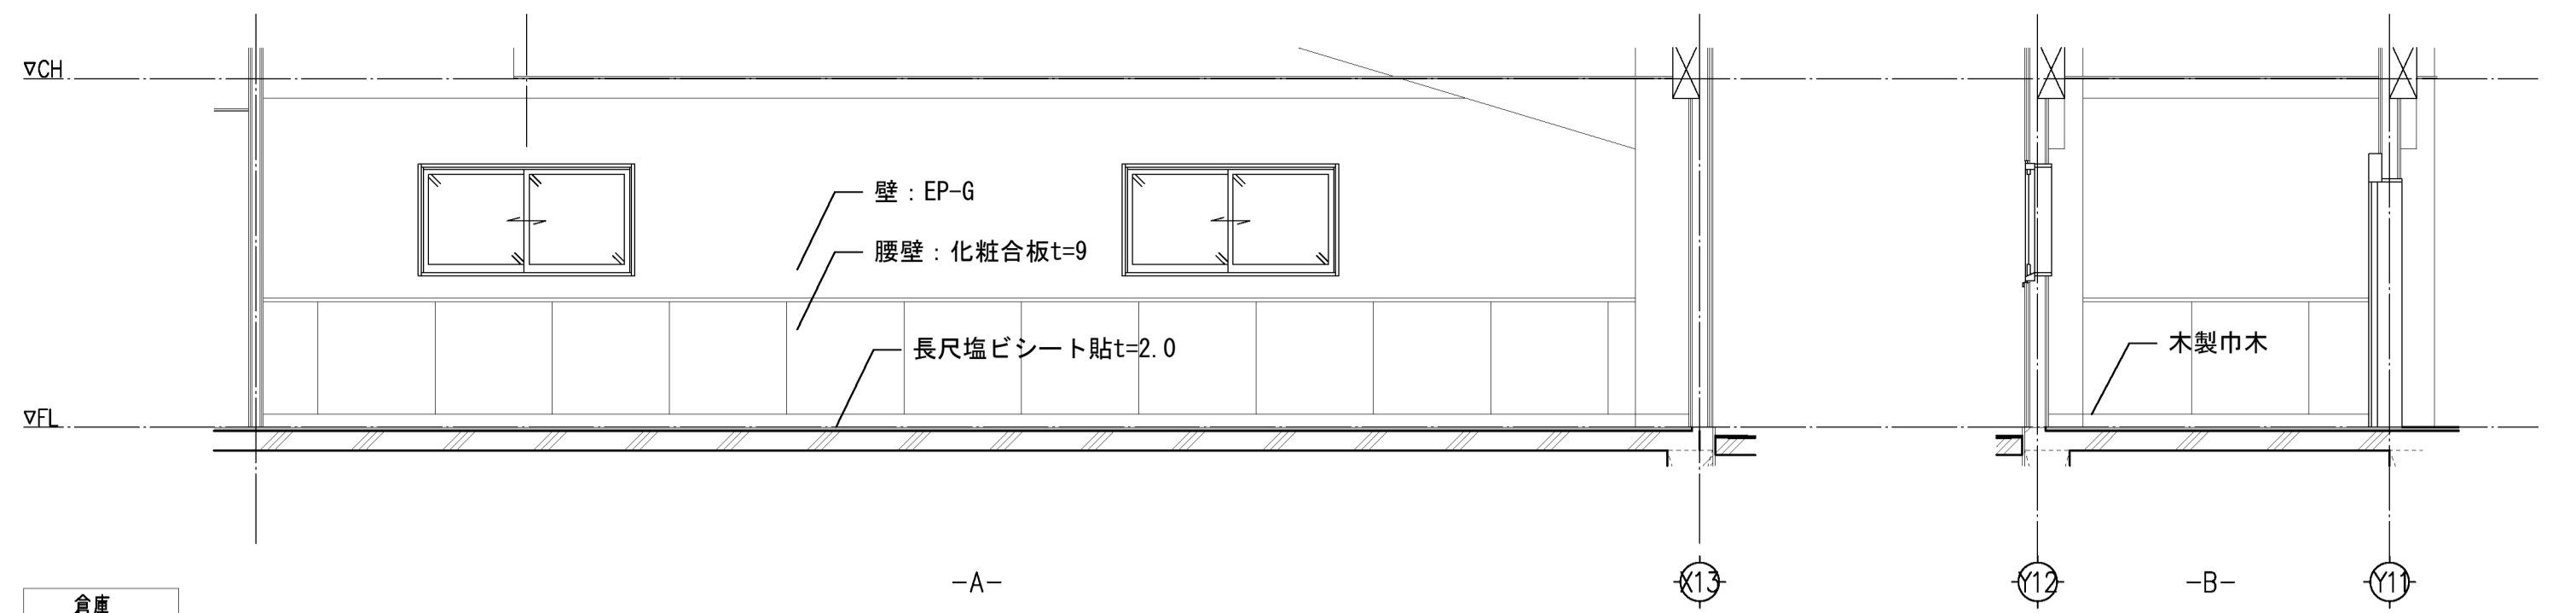 ▽CH
壁：EP-G
腰壁：化粧合板t=9
長尺塩ビシート貼t=2.0
木製巾木
▽FL
-A-
X13
Y12
-B-
Y11
倉庫